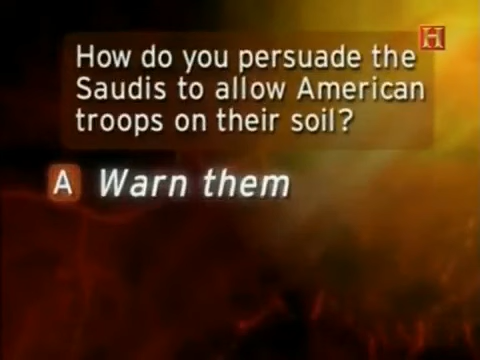 How do you persuade the
Saudis to allow American
troops on their soil?
A Warn them
H